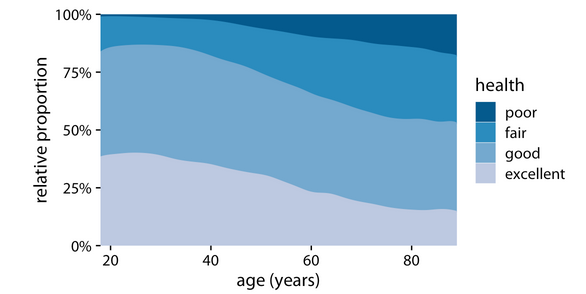 100%
75%
50%
25%
0%
relative proportion
20 40 60 80
age (years)
health
poor
fair
good
excellent